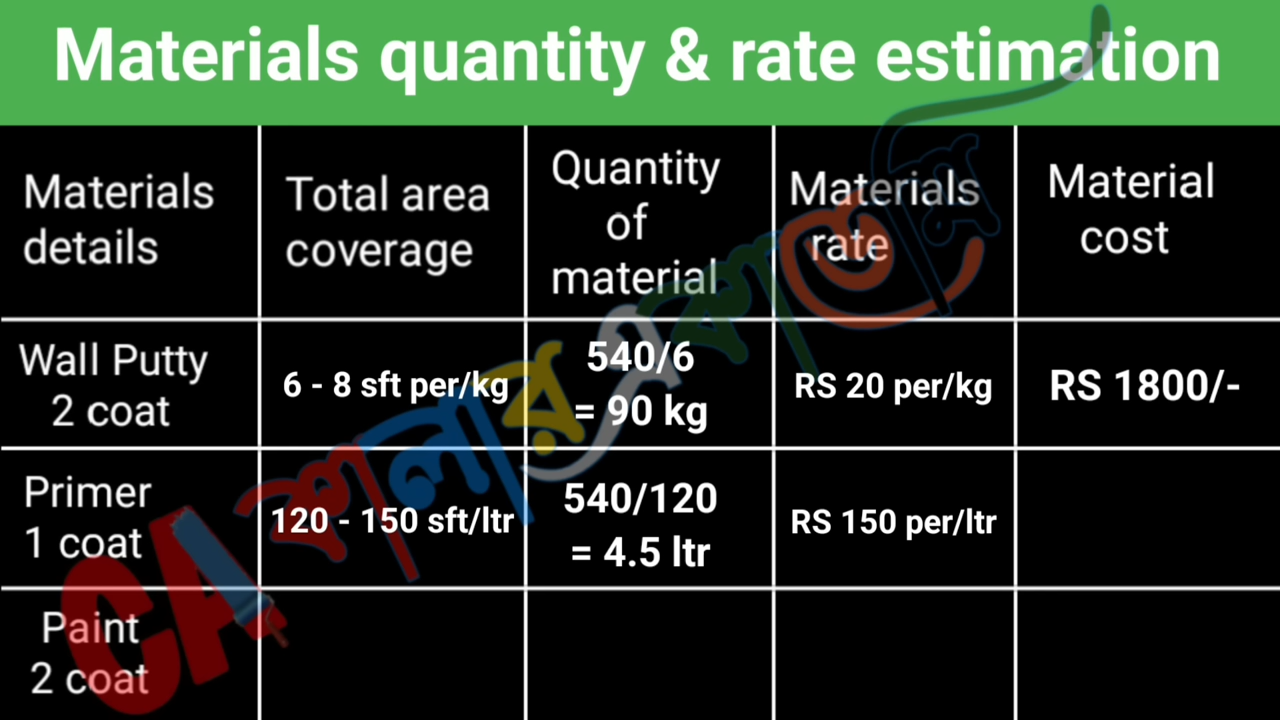 Materials quantity & rate estimation
Materials
details
Total area
coverage
Quantity
of
material
Materials
rate
Material
cost
Wall Putty
2 coat
6 - 8 sft per/kg
540/6
= 90 kg
RS 20 per/kg
RS 1800/-
Primer
1 coat
120 - 150 sft/ltr
540/120
= 4.5 ltr
RS 150 per/ltr
Paint
2 coat
CA কালার একাডেমি